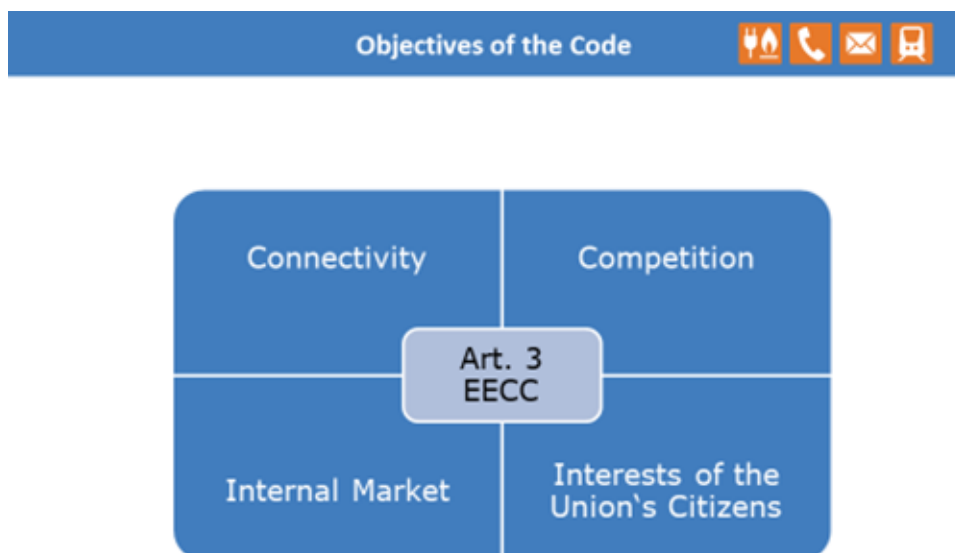 Objectives of the Code
Connectivity
Competition
Art. 3
EECC
Internal Market
Interests of the
Union‘s Citizens